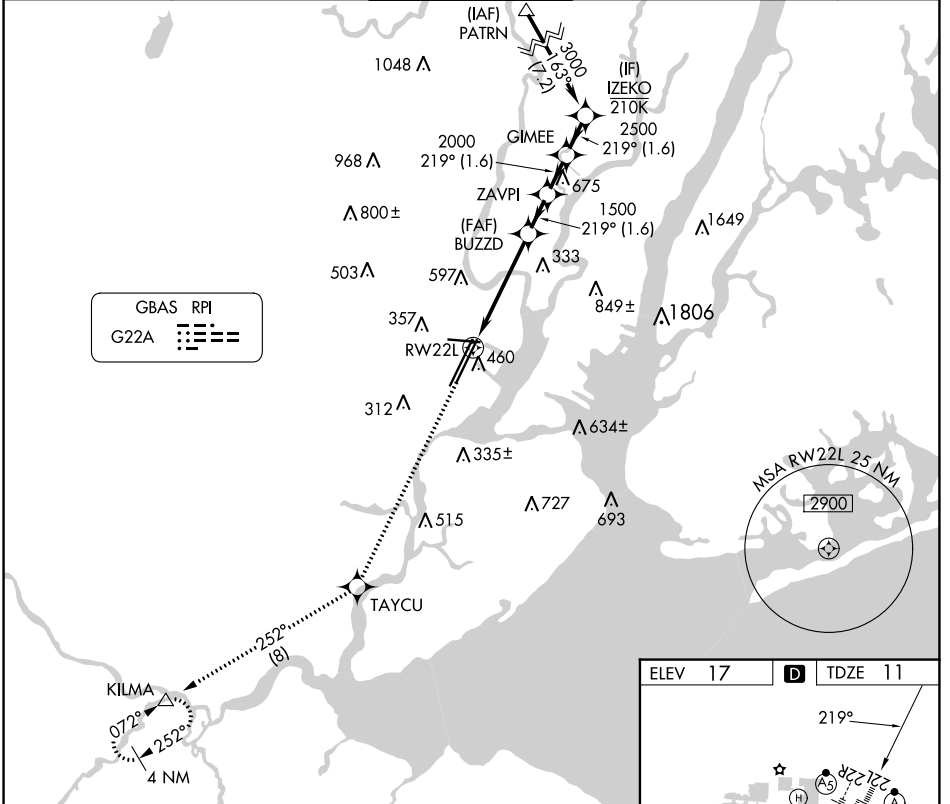 (IAF)
PATRN
3000
163°
(7.2)
1048
(IF)
IZEKO
210K
GIMEE
2500
219° (1.6)
2000
219° (1.6)
968
675
ZAVPI
800±
1500
219° (1.6)
1649
(FAF)
BUZZD
333
503
597
849±
1806
GBAS RPI
G22A
357
RW22L
460
312
634±
335±
MSA RW22L 25 NM
2900
727
693
515
TAYCU
252°
(8)
KILMA
072°
252°
4 NM
ELEV 17
D
TDZE 11
219°
22R
22L
A5
H
A